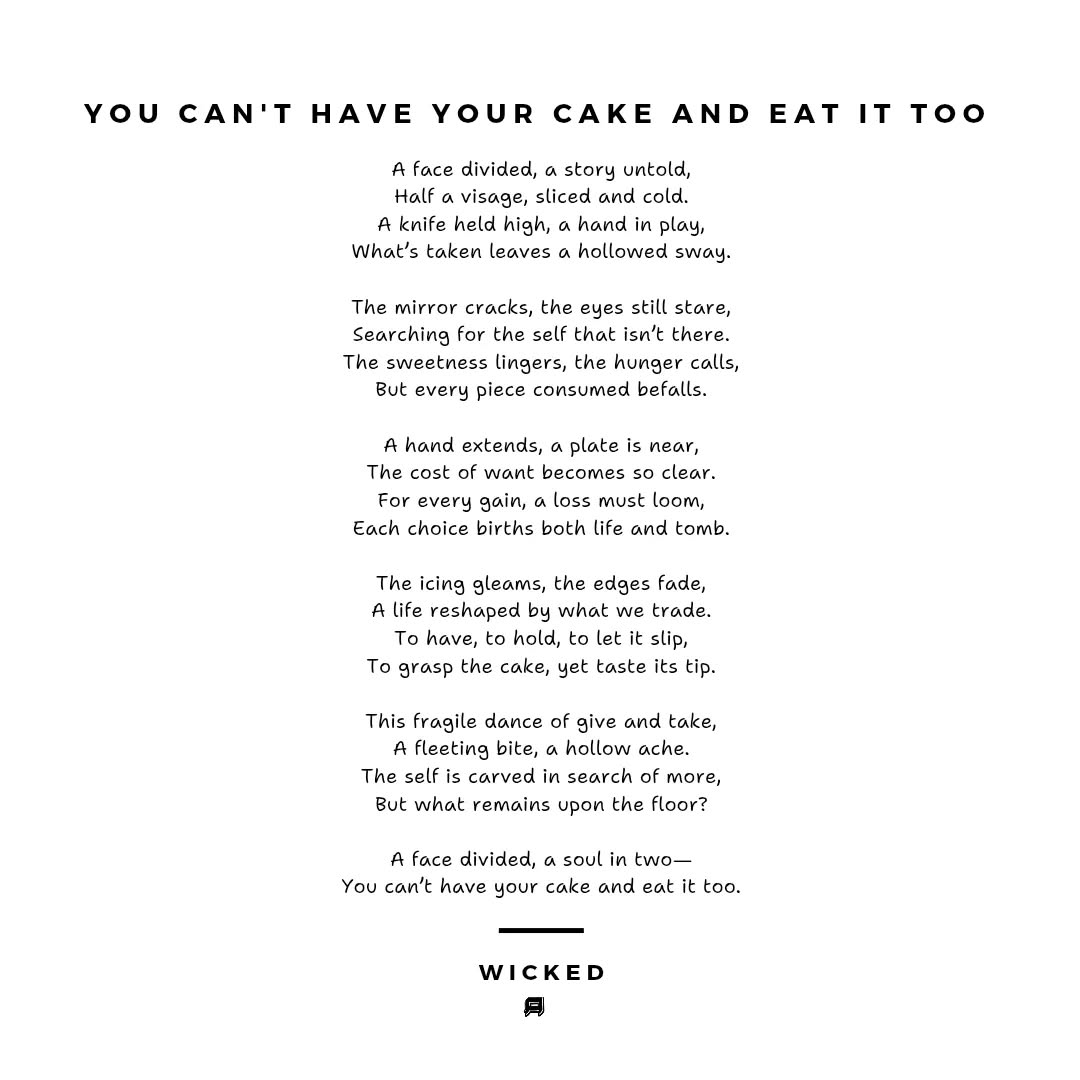 YOU CAN'T HAVE YOUR CAKE AND EAT IT TOO
A face divided, a story untold,
Half a visage, sliced and cold.
A knife held high, a hand in play,
What’s taken leaves a hollowed sway.
The mirror cracks, the eyes still stare,
Searching for the self that isn’t there.
The sweetness lingers, the hunger calls,
But every piece consumed befalls.
A hand extends, a plate is near,
The cost of want becomes so clear.
For every gain, a loss must loom,
Each choice births both life and tomb.
The icing gleams, the edges fade,
A life reshaped by what we trade.
To have, to hold, to let it slip,
To grasp the cake, yet taste its tip.
This fragile dance of give and take,
A fleeting bite, a hollow ache.
The self is carved in search of more,
But what remains upon the floor?
A face divided, a soul in two—
You can’t have your cake and eat it too.
WICKED